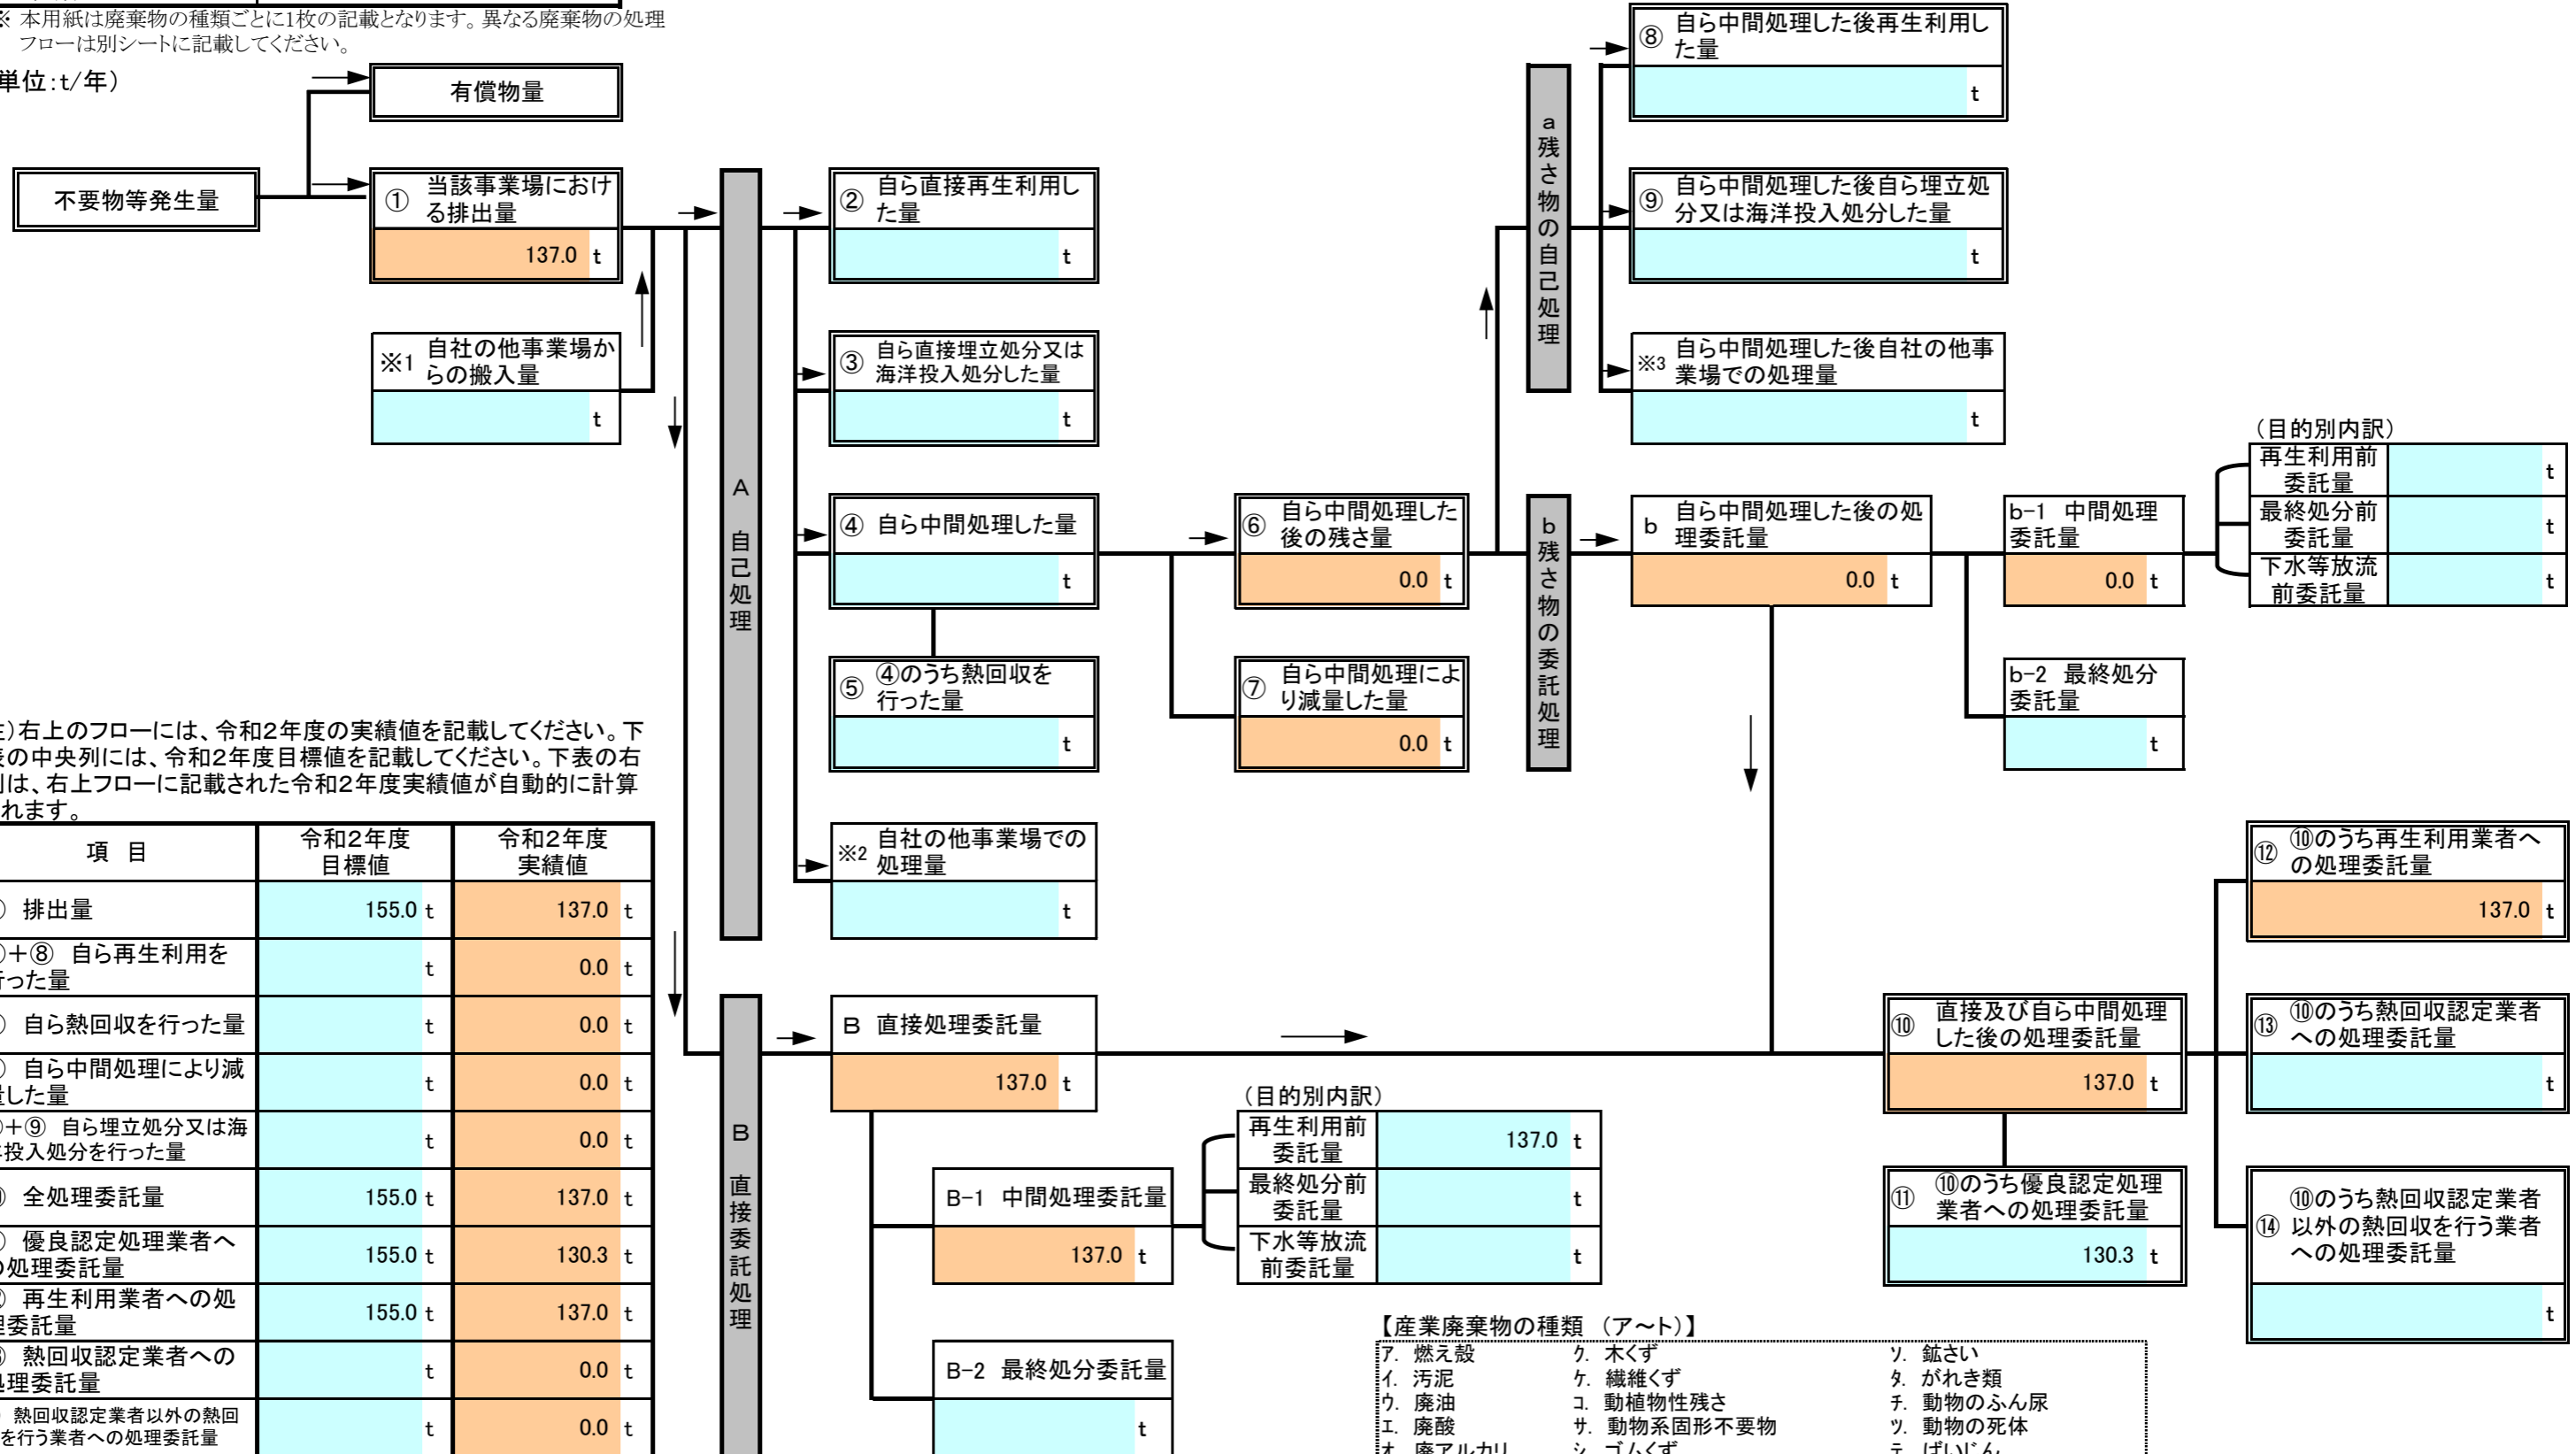 ※ 本用紙は廃棄物の種類ごとに1枚の記載となります。異なる廃棄物の処理
フローは別シートに記載してください。
単位:t/年)
有償物量
不要物等発生量
① 当該事業場におけ
る排出量
137.0 t
※1 自社の他事業場か
らの搬入量
t
A 自己処理
② 自ら直接再生利用し
た量
t
③ 自ら直接埋立処分又は
海洋投入処分した量
t
④ 自ら中間処理した量
t
⑤ ④のうち熱回収を
行った量
t
※2 自社の他事業場での
処理量
t
⑥ 自ら中間処理した
後の残さ量
0.0 t
⑦ 自ら中間処理によ
り減量した量
0.0 t
a残さ物の自己処理
⑧ 自ら中間処理した後再生利用し
た量
t
⑨ 自ら中間処理した後自ら埋立処
分又は海洋投入処分した量
t
※3 自ら中間処理した後自社の他事
業場での処理量
t
b残さ物の委託処理
b 自ら中間処理した後の処
理委託量
0.0 t
b-1 中間処理
委託量
0.0 t
b-2 最終処分
委託量
t
(目的別内訳)
再生利用前
委託量
t
最終処分前
委託量
t
下水等放流
前委託量
t
)右上のフローには、令和2年度の実績値を記載してください。下
の中央列には、令和2年度目標値を記載してください。下表の右
は、右上フローに記載された令和2年度実績値が自動的に計算
れます。
項 目
令和2年度
目標値
令和2年度
実績値
排出量 155.0 t 137.0 t
+⑧ 自ら再生利用を
った量
t 0.0 t
自ら熱回収を行った量 t 0.0 t
自ら中間処理により減
した量
t 0.0 t
+⑨ 自ら埋立処分又は海
投入処分を行った量
t 0.0 t
全処理委託量 155.0 t 137.0 t
優良認定処理業者へ
処理委託量
155.0 t 130.3 t
再生利用業者への処
委託量
155.0 t 137.0 t
熱回収認定業者への
理委託量
t 0.0 t
熱回収認定業者以外の熱回
を行う業者への処理委託量
t 0.0 t
B 直接委託処理
B 直接処理委託量
137.0 t
B-1 中間処理委託量
137.0 t
B-2 最終処分委託量
t
(目的別内訳)
再生利用前
委託量
137.0 t
最終処分前
委託量
t
下水等放流
前委託量
t
⑩ 直接及び自ら中間処理
した後の処理委託量
137.0 t
⑪ ⑩のうち優良認定処理
業者への処理委託量
130.3 t
⑫ ⑩のうち再生利用業者へ
の処理委託量
137.0 t
⑬ ⑩のうち熱回収認定業者
への処理委託量
t
⑭ ⑩のうち熱回収認定業者
以外の熱回収を行う業者
への処理委託量
t
【産業廃棄物の種類 (ア~ト)】
ア. 燃え殻 ク. 木くず ソ. 鉱さい
イ. 汚泥 ケ. 繊維くず タ. がれき類
ウ. 廃油 コ. 動植物性残さ チ. 動物のふん尿
エ. 廃酸 サ. 動物系固形不要物 ツ. 動物の死体
オ. 廃アルカリ シ. ゴムくず テ. ばいじん